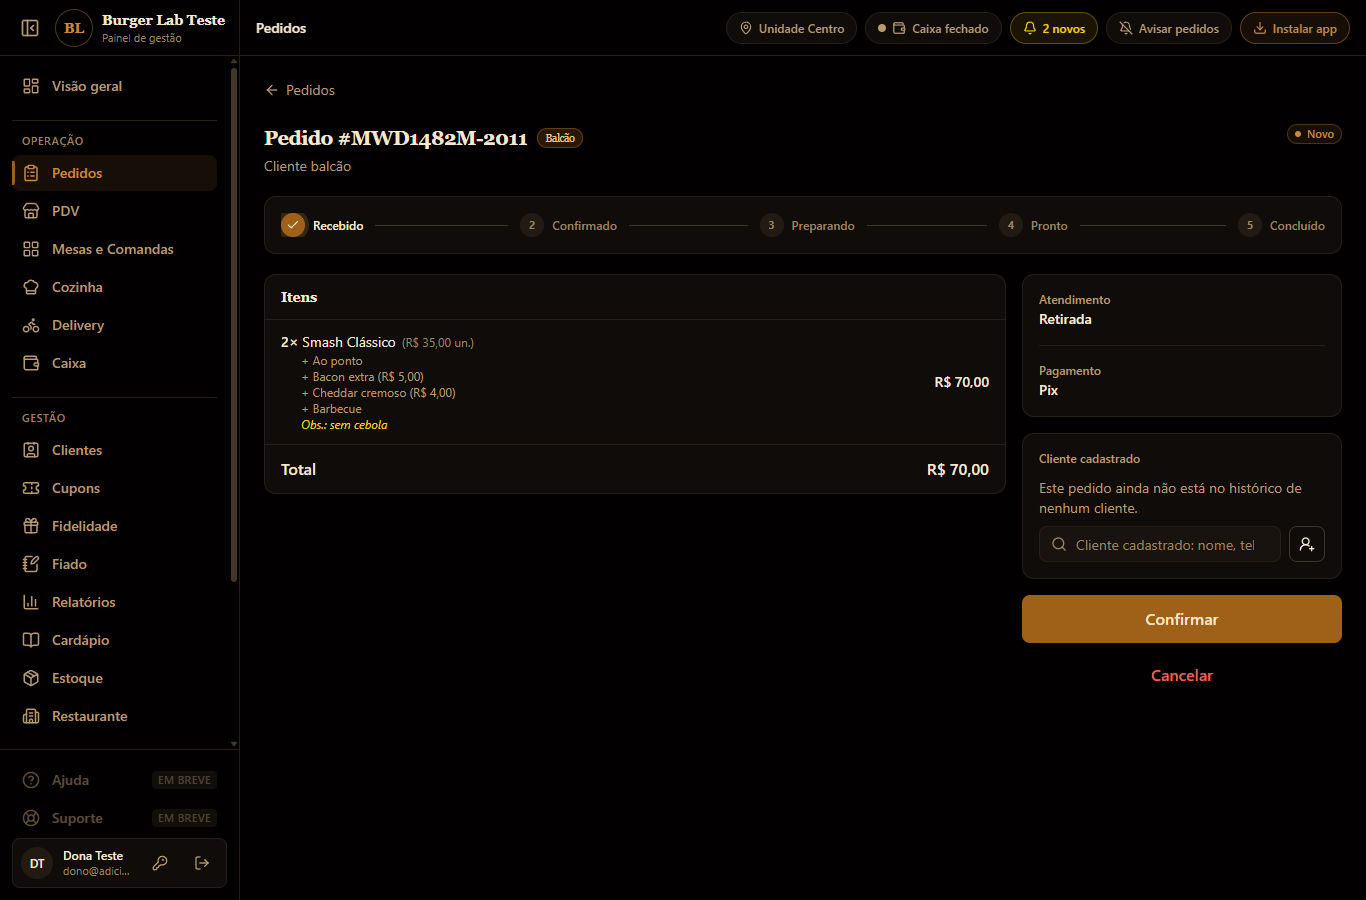 BL
Burger Lab Teste
Painel de gestão
Pedidos
Unidade Centro
Caixa fechado
2 novos
Avisar pedidos
Instalar app
Visão geral
OPERAÇÃO
Pedidos
PDV
Mesas e Comandas
Cozinha
Delivery
Caixa
GESTÃO
Clientes
Cupons
Fidelidade
Fiado
Relatórios
Cardápio
Estoque
Restaurante
Ajuda EM BREVE
Suporte EM BREVE
DT
Dona Teste
dono@adici...
← Pedidos
Pedido #MWD1482M-2011 Balcão
Novo
Cliente balcão
Recebido
2 Confirmado
3 Preparando
4 Pronto
5 Concluído
Itens
2× Smash Clássico (R$ 35,00 un.)
+ Ao ponto
+ Bacon extra (R$ 5,00)
+ Cheddar cremoso (R$ 4,00)
+ Barbecue
Obs.: sem cebola
R$ 70,00
Total R$ 70,00
Atendimento
Retirada
Pagamento
Pix
Cliente cadastrado
Este pedido ainda não está no histórico de
nenhum cliente.
Cliente cadastrado: nome, tel
Confirmar
Cancelar